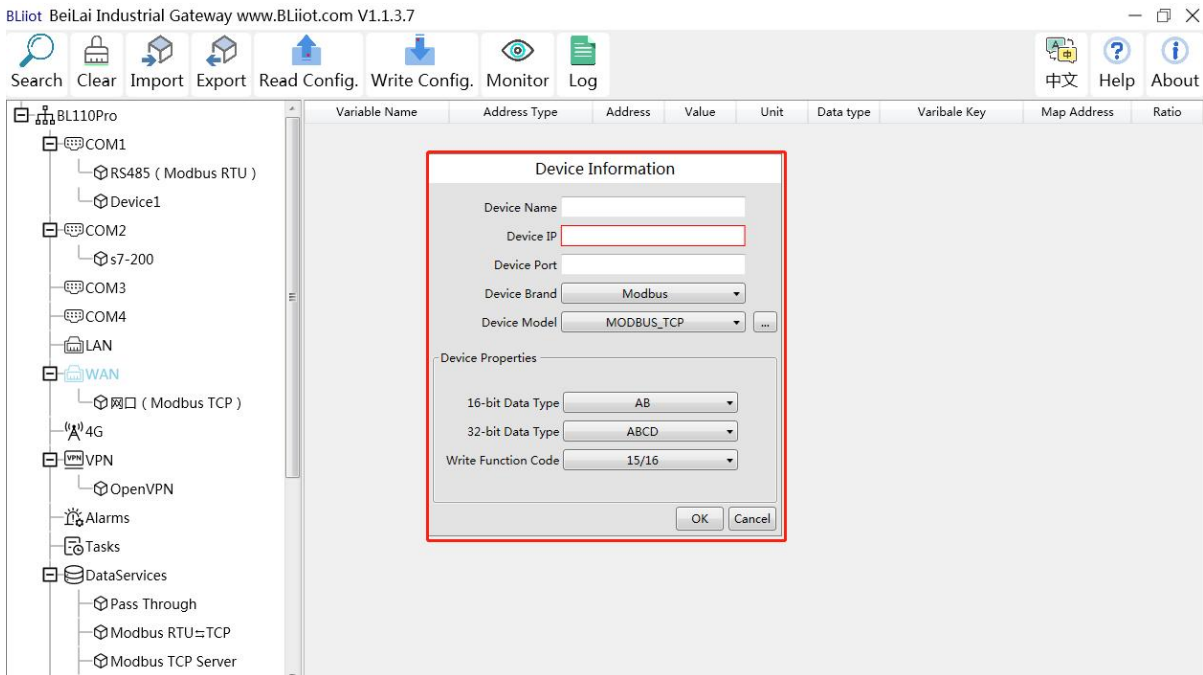 BLiiot BeiLai Industrial Gateway www.BLiiot.com V1.1.3.7
Search Clear Import Export Read Config. Write Config. Monitor Log 中文 Help About
BL110Pro
COM1
RS485 ( Modbus RTU )
Device1
COM2
s7-200
COM3
COM4
LAN
WAN
网口 ( Modbus TCP )
4G
VPN VPN
OpenVPN
Alarms
Tasks
DataServices
Pass Through
Modbus RTU⇆TCP
Modbus TCP Server
Variable Name Address Type Address Value Unit Data type Varibale Key Map Address Ratio
Device Information
Device Name
Device IP
Device Port
Device Brand Modbus
Device Model MODBUS_TCP ...
Device Properties
16-bit Data Type AB
32-bit Data Type ABCD
Write Function Code 15/16
OK Cancel